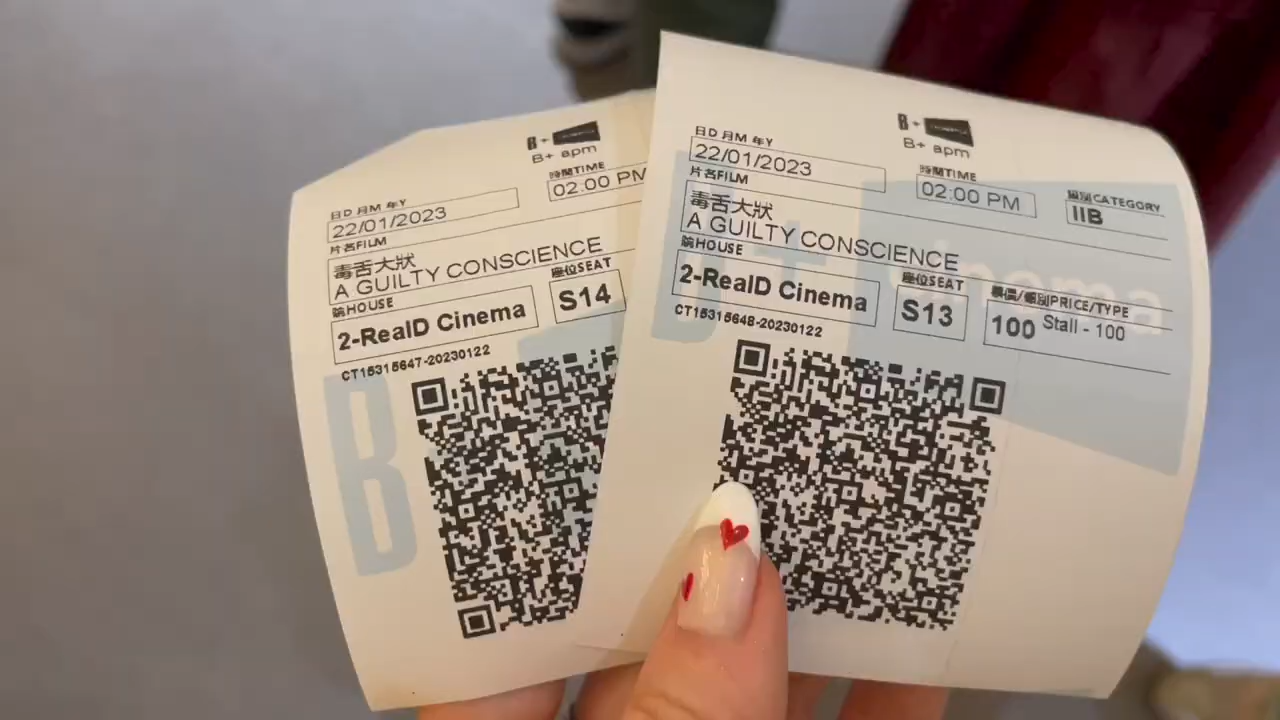 B+
B+ apm
日D 月M 年Y
22/01/2023
時間TIME
02:00 PM
片名FILM
毒舌大狀
A GUILTY CONSCIENCE
院HOUSE
2-RealD Cinema
座位SEAT
S14
CT15315647-20230122
B
B+
B+ apm
日D 月M 年Y
22/01/2023
時間TIME
02:00 PM
級別CATEGORY
IIB
片名FILM
毒舌大狀
A GUILTY CONSCIENCE
院HOUSE
2-RealD Cinema
座位SEAT
S13
票價/類別PRICE/TYPE
100 Stall - 100
CT15315648-20230122
B+ cinema